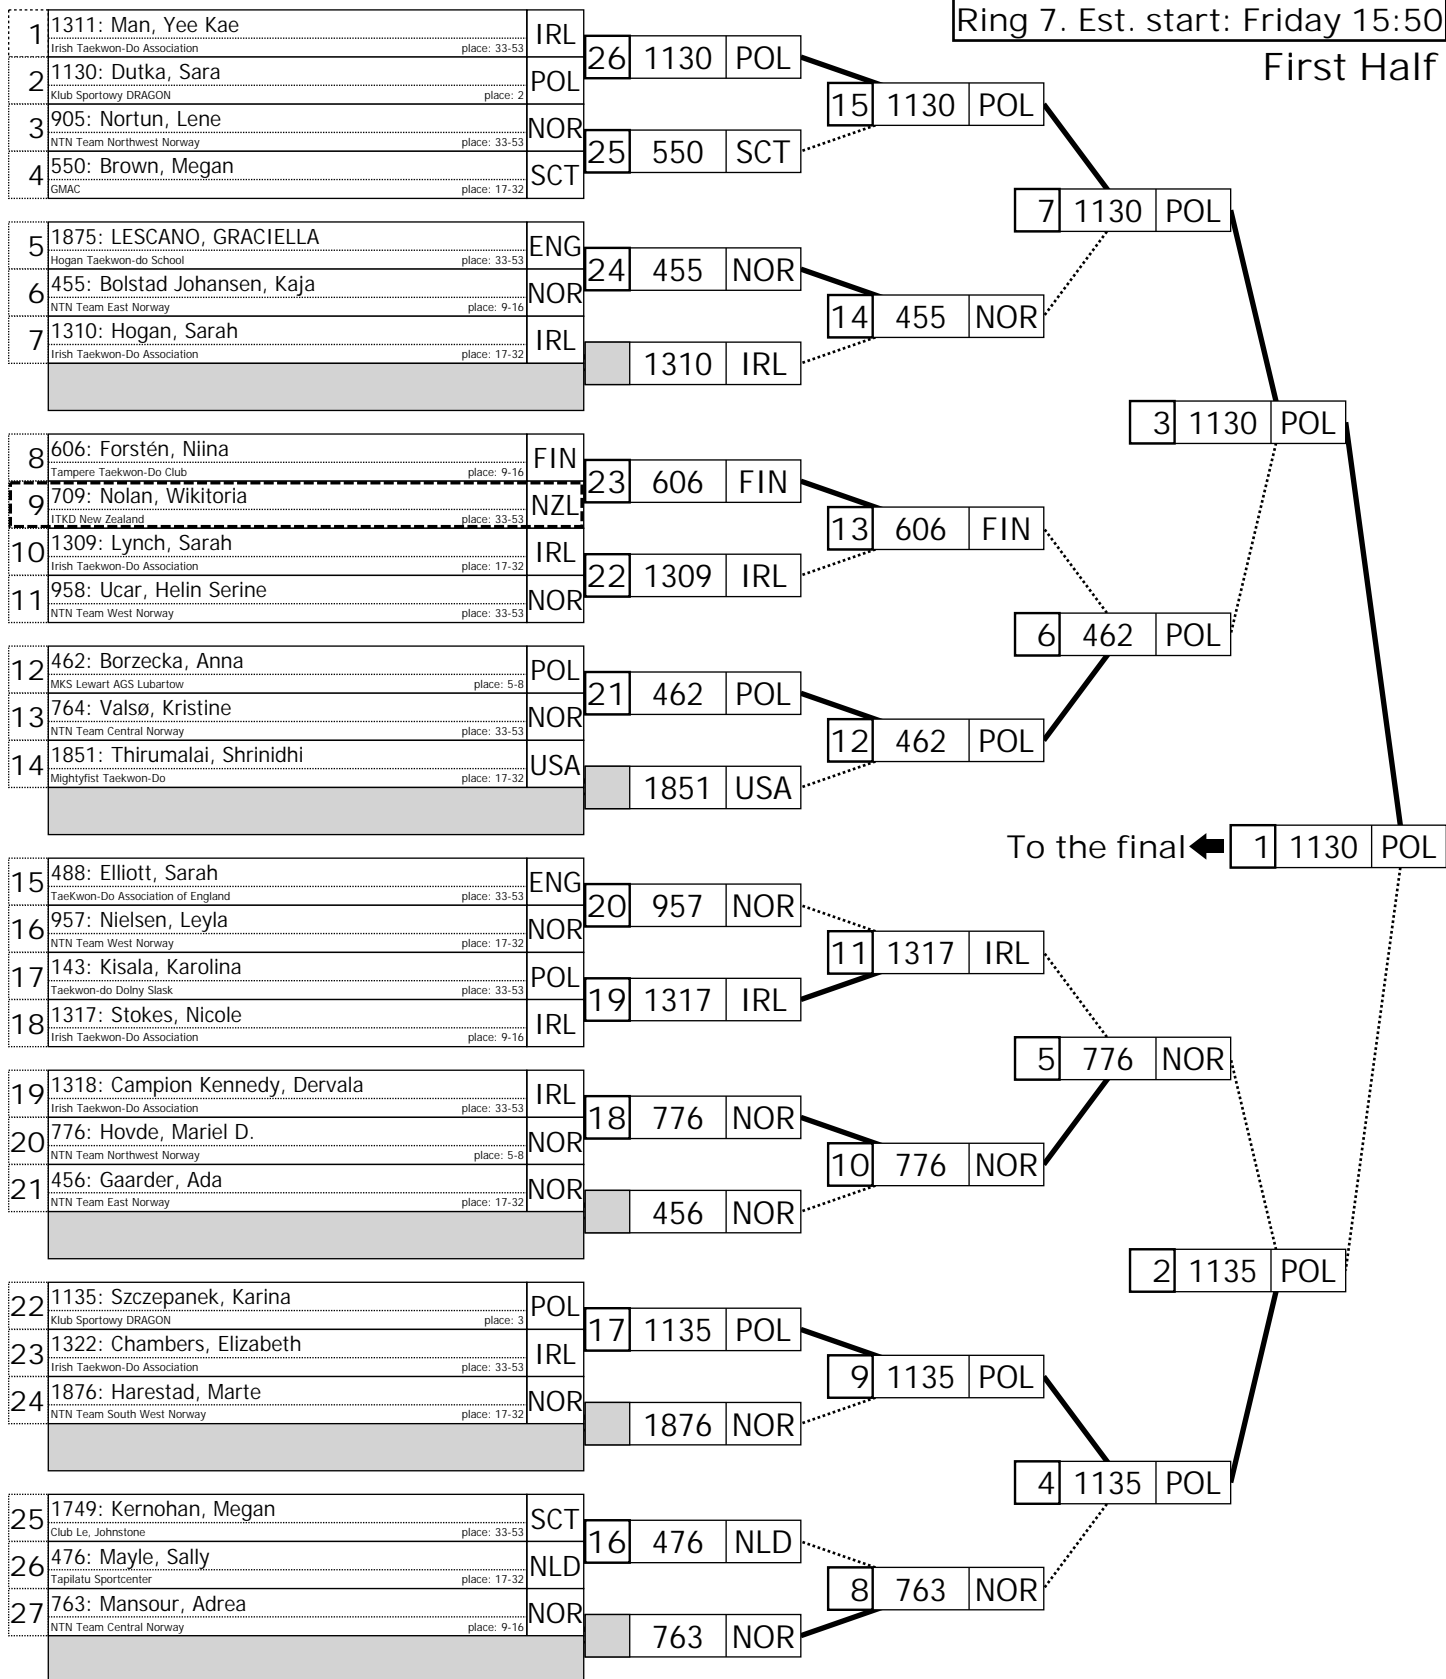 Ring 7. Est. start: Friday 15:50
First Half
1 1311: Man, Yee Kae IRL
Irish Taekwon-Do Association place: 33-53
2 1130: Dutka, Sara POL
Klub Sportowy DRAGON place: 2
3 905: Nortun, Lene NOR
NTN Team Northwest Norway place: 33-53
4 550: Brown, Megan SCT
GMAC place: 17-32
5 1875: LESCANO, GRACIELLA ENG
Hogan Taekwon-do School place: 33-53
6 455: Bolstad Johansen, Kaja NOR
NTN Team East Norway place: 9-16
7 1310: Hogan, Sarah IRL
Irish Taekwon-Do Association place: 17-32
8 606: Forstén, Niina FIN
Tampere Taekwon-Do Club place: 9-16
9 709: Nolan, Wikitoria NZL
ITKD New Zealand place: 33-53
10 1309: Lynch, Sarah IRL
Irish Taekwon-Do Association place: 17-32
11 958: Ucar, Helin Serine NOR
NTN Team West Norway place: 33-53
12 462: Borzecka, Anna POL
MKS Lewart AGS Lubartow place: 5-8
13 764: Valsø, Kristine NOR
NTN Team Central Norway place: 33-53
14 1851: Thirumalai, Shrinidhi USA
Mightyfist Taekwon-Do place: 17-32
15 488: Elliott, Sarah ENG
TaeKwon-Do Association of England place: 33-53
16 957: Nielsen, Leyla NOR
NTN Team West Norway place: 17-32
17 143: Kisala, Karolina POL
Taekwon-do Dolny Slask place: 33-53
18 1317: Stokes, Nicole IRL
Irish Taekwon-Do Association place: 9-16
19 1318: Campion Kennedy, Dervala IRL
Irish Taekwon-Do Association place: 33-53
20 776: Hovde, Mariel D. NOR
NTN Team Northwest Norway place: 5-8
21 456: Gaarder, Ada NOR
NTN Team East Norway place: 17-32
22 1135: Szczepanek, Karina POL
Klub Sportowy DRAGON place: 3
23 1322: Chambers, Elizabeth IRL
Irish Taekwon-Do Association place: 33-53
24 1876: Harestad, Marte NOR
NTN Team South West Norway place: 17-32
25 1749: Kernohan, Megan SCT
Club Le, Johnstone place: 33-53
26 476: Mayle, Sally NLD
Tapilatu Sportcenter place: 17-32
27 763: Mansour, Adrea NOR
NTN Team Central Norway place: 9-16
26 1130 POL
25 550 SCT
24 455 NOR
1310 IRL
23 606 FIN
22 1309 IRL
21 462 POL
1851 USA
20 957 NOR
19 1317 IRL
18 776 NOR
456 NOR
17 1135 POL
1876 NOR
16 476 NLD
763 NOR
15 1130 POL
14 455 NOR
13 606 FIN
12 462 POL
11 1317 IRL
10 776 NOR
9 1135 POL
8 763 NOR
7 1130 POL
6 462 POL
5 776 NOR
4 1135 POL
3 1130 POL
2 1135 POL
To the final 1 1130 POL